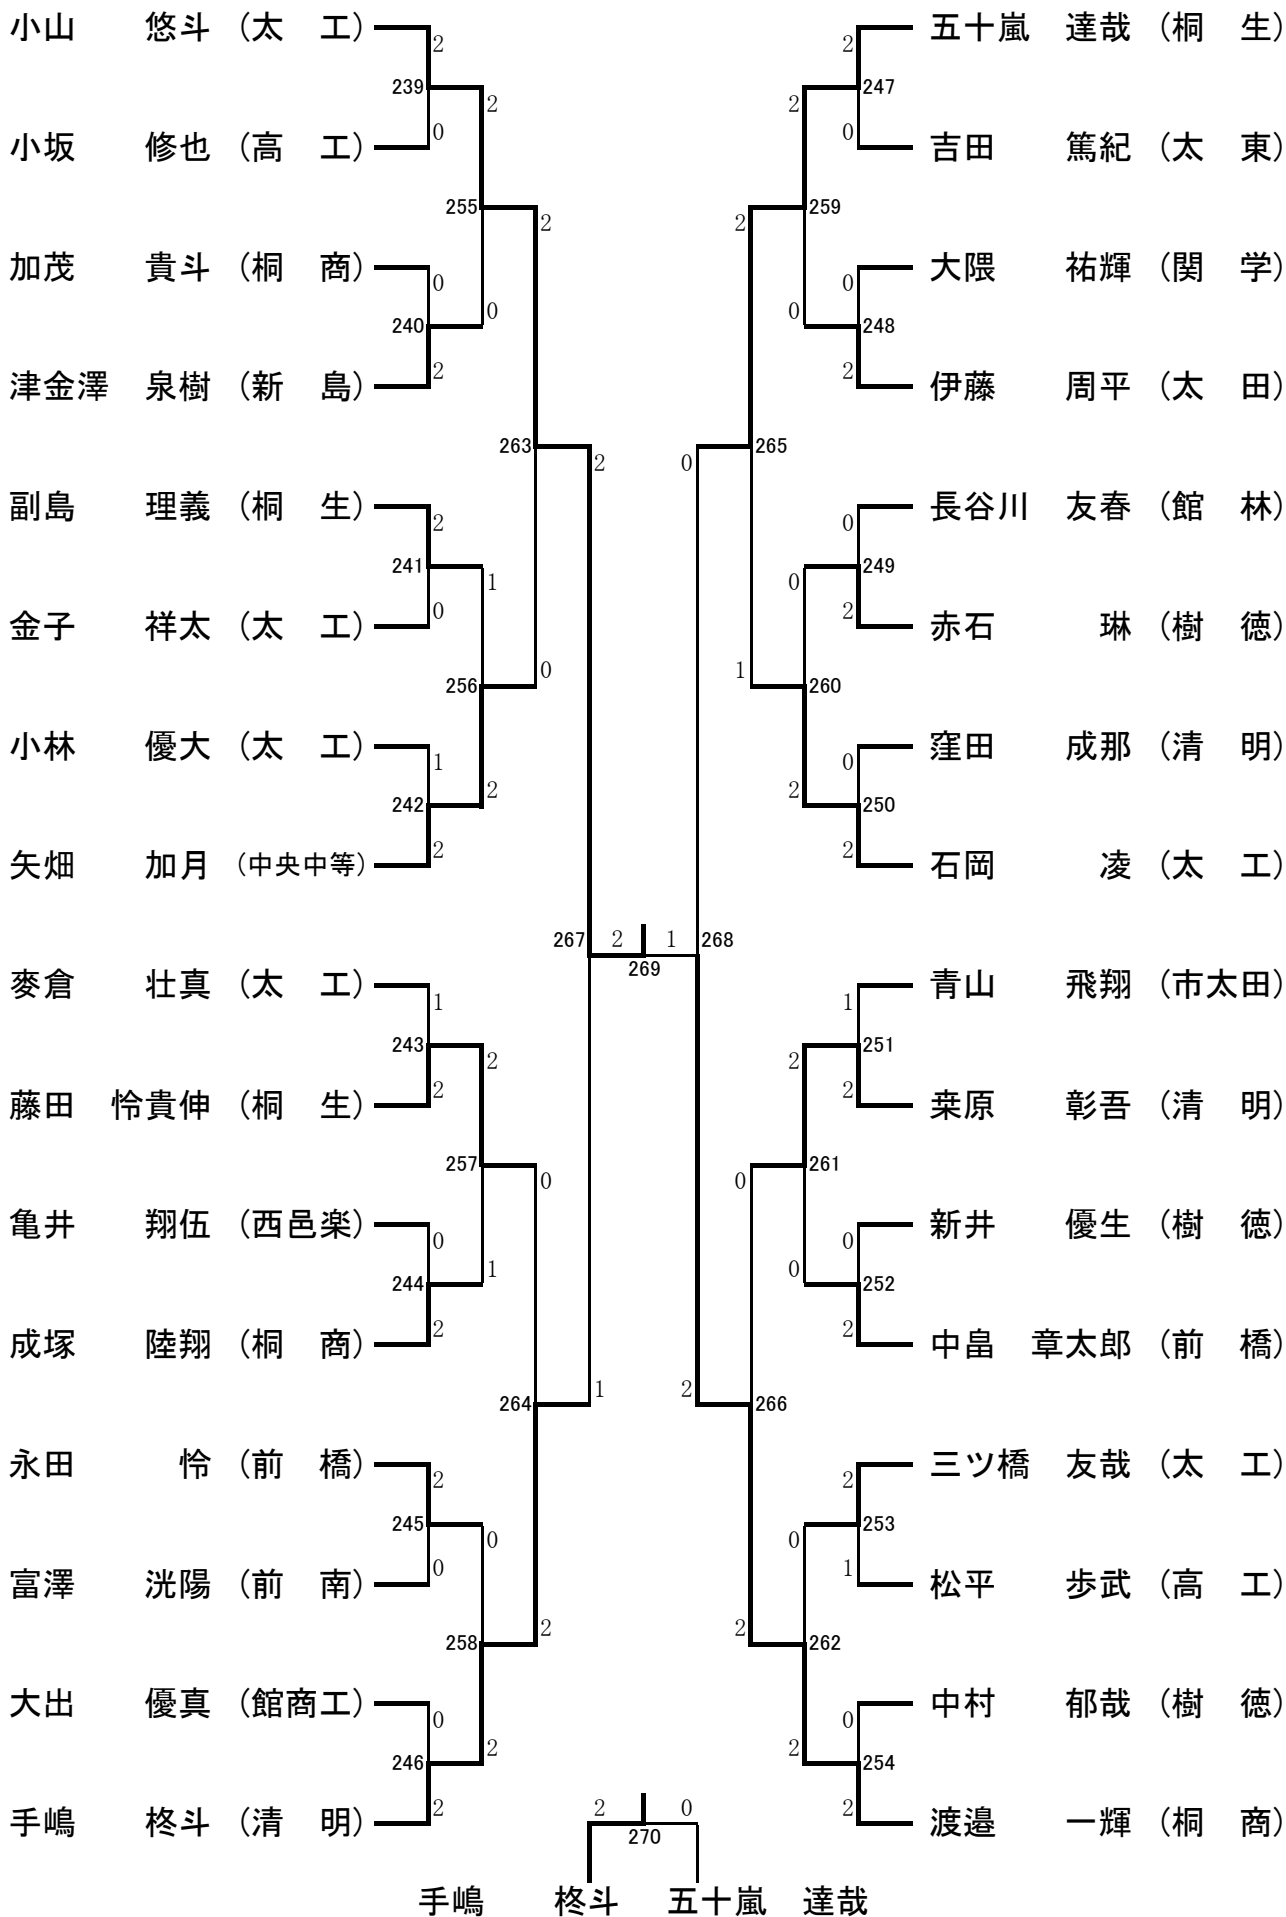 小山 悠斗 (太 工) 2 2 五十嵐 達哉 (桐 生)
239 2 2 247
小坂 修也 (高 工) 0 0 吉田 篤紀 (太 東)
255 2 2 259
加茂 貴斗 (桐 商) 0 0 大隈 祐輝 (関 学)
240 0 0 248
津金澤 泉樹 (新 島) 2 2 伊藤 周平 (太 田)
263 2 0 265
副島 理義 (桐 生) 2 0 長谷川 友春 (館 林)
241 1 0 249
金子 祥太 (太 工) 0 2 赤石 琳 (樹 徳)
256 0 1 260
小林 優大 (太 工) 1 0 窪田 成那 (清 明)
242 2 2 250
矢畑 加月 (中央中等) 2 2 石岡 凌 (太 工)
267 2 1 268
269
麥倉 壮真 (太 工) 1 1 青山 飛翔 (市太田)
243 2 2 251
藤田 怜貴伸 (桐 生) 2 2 桒原 彰吾 (清 明)
257 0 0 261
亀井 翔伍 (西邑楽) 0 0 新井 優生 (樹 徳)
244 1 0 252
成塚 陸翔 (桐 商) 2 2 中畠 章太郎 (前 橋)
264 1 2 266
永田 怜 (前 橋) 2 2 三ツ橋 友哉 (太 工)
245 0 0 253
富澤 洸陽 (前 南) 0 1 松平 歩武 (高 工)
258 2 2 262
大出 優真 (館商工) 0 0 中村 郁哉 (樹 徳)
246 2 2 254
手嶋 柊斗 (清 明) 2 2 渡邉 一輝 (桐 商)
2 0
270
手嶋 柊斗 五十嵐 達哉